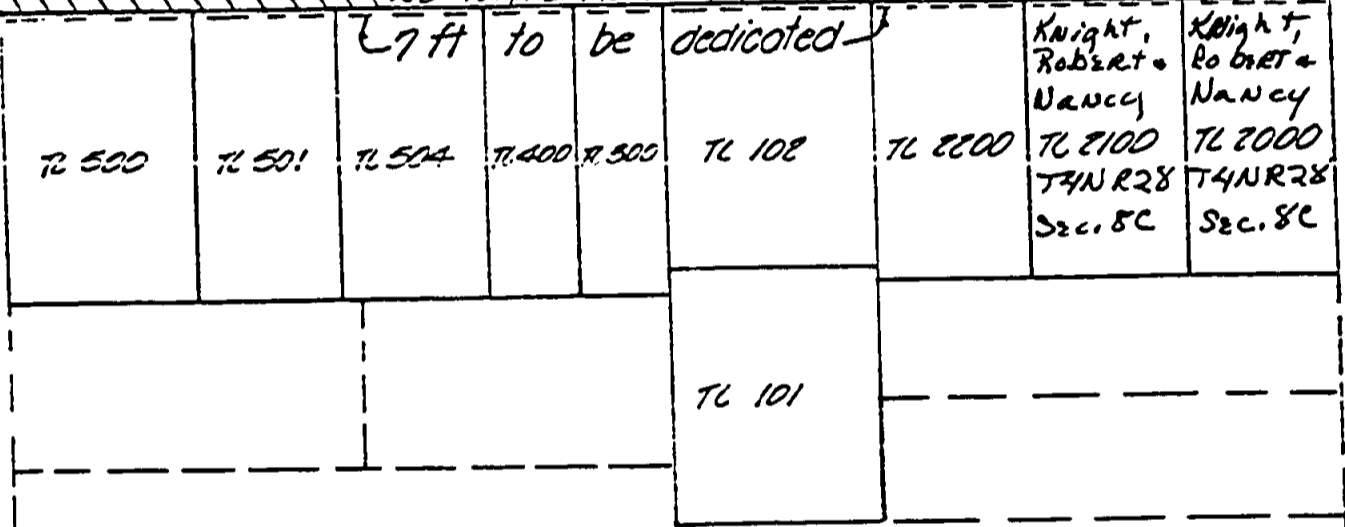 7 ft to be dedicated
TL 500
TL 501
TL 504
TL 400
TL 300
TL 102
TL 2200
Knight,
Robert &
Nancy
TL 2100
T4N R28
Sec. 8C
Knight,
Robert &
Nancy
TL 2000
T4N R28
Sec. 8C
TL 101